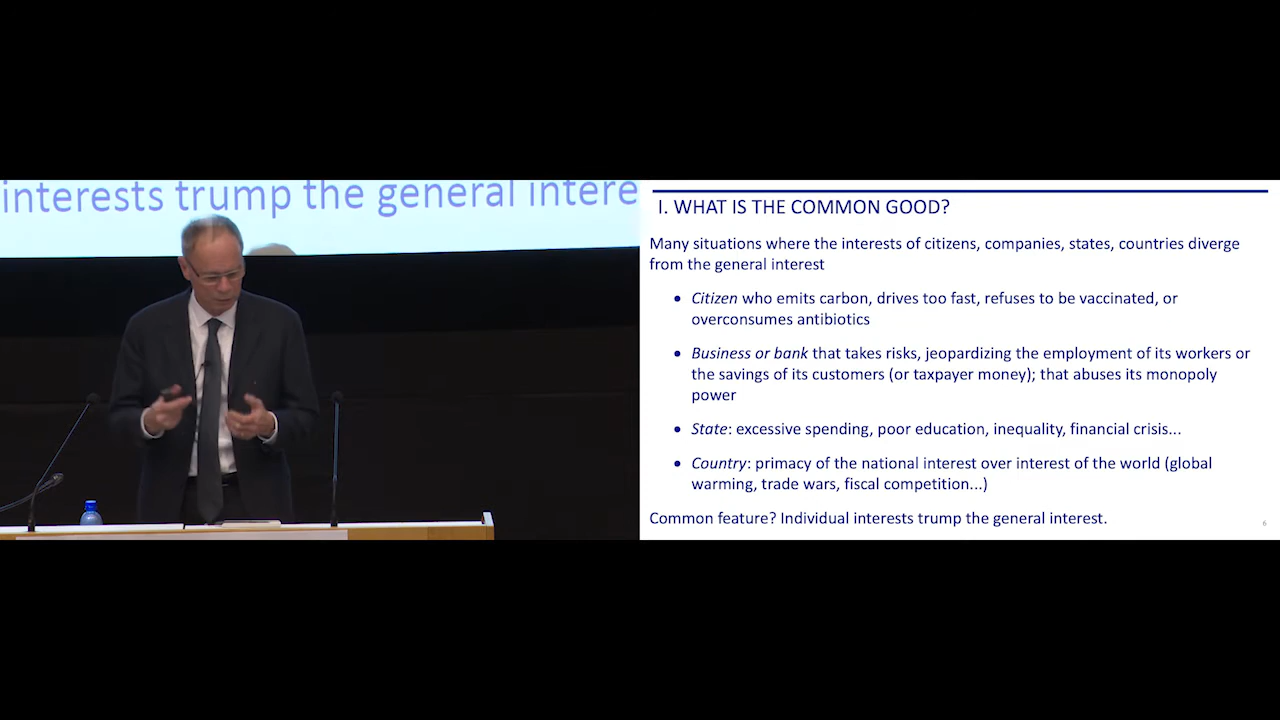 interests trump the general intere
I. WHAT IS THE COMMON GOOD?
Many situations where the interests of citizens, companies, states, countries diverge
from the general interest
• Citizen who emits carbon, drives too fast, refuses to be vaccinated, or
overconsumes antibiotics
• Business or bank that takes risks, jeopardizing the employment of its workers or
the savings of its customers (or taxpayer money); that abuses its monopoly
power
• State: excessive spending, poor education, inequality, financial crisis...
• Country: primacy of the national interest over interest of the world (global
warming, trade wars, fiscal competition...)
Common feature? Individual interests trump the general interest.
6